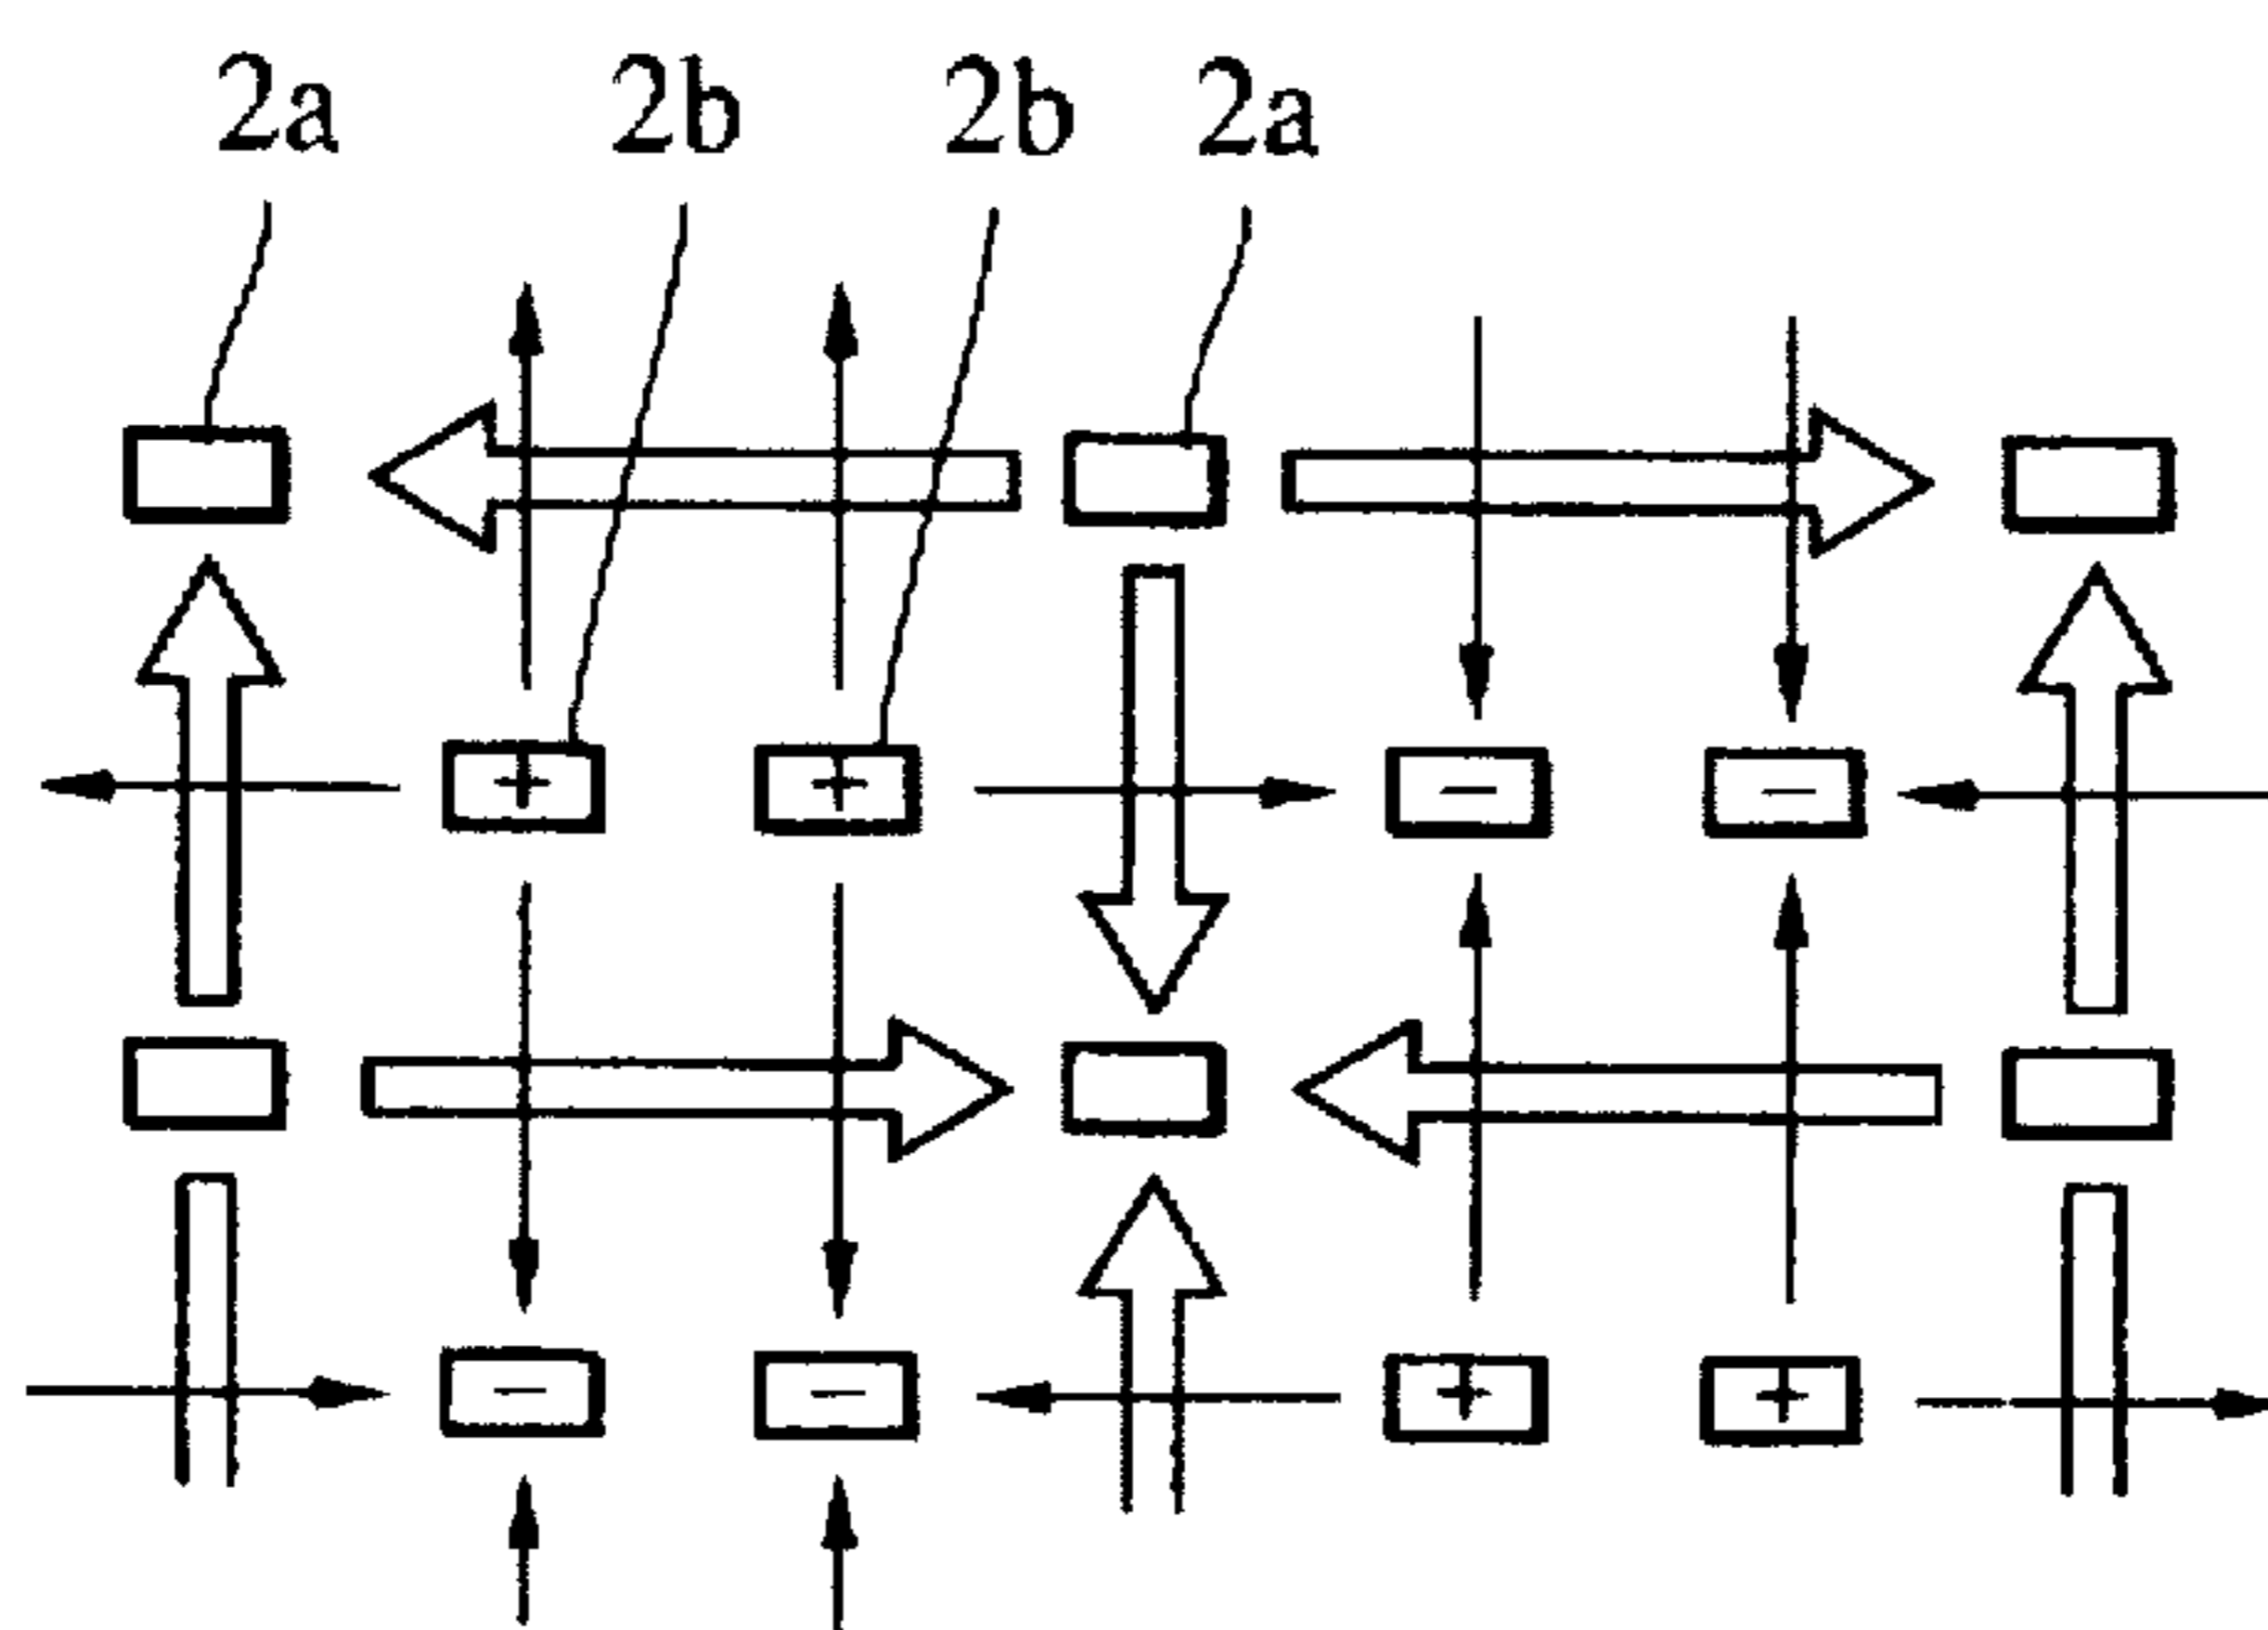 2a 2b 2b 2a
+ + − −
− − + +